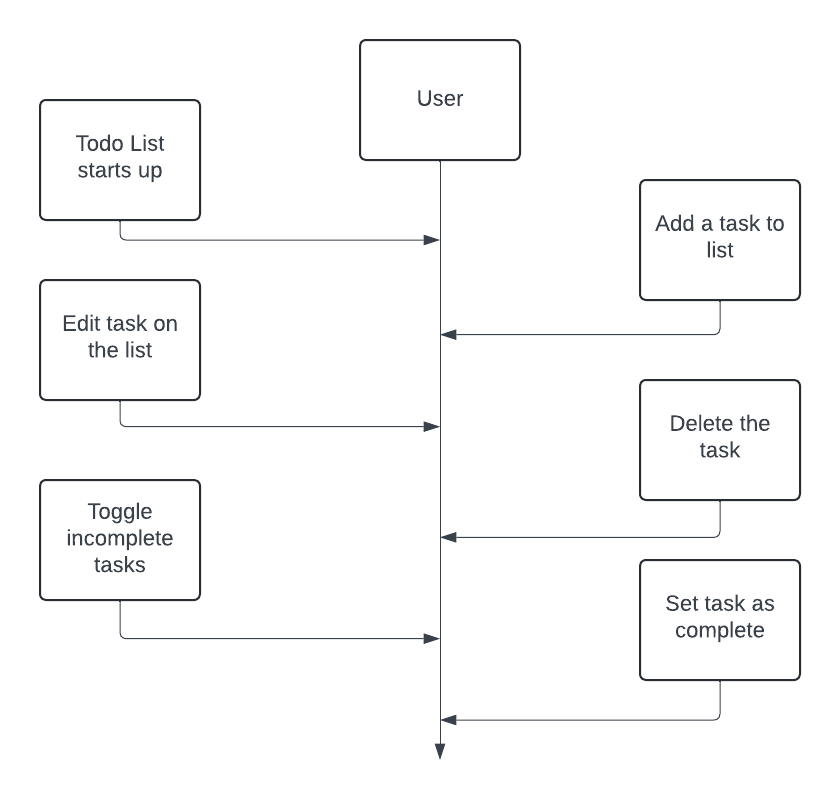 User
Todo List
starts up
Add a task to
list
Edit task on
the list
Delete the
task
Toggle
incomplete
tasks
Set task as
complete